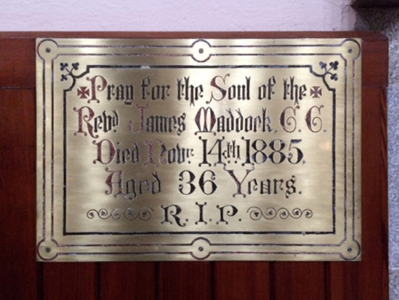 ✠Pray for the Soul of the✠
Revd James Maddock. C. C.
Died Novr 14th 1885.
Aged 36 Years.
R. I. P.